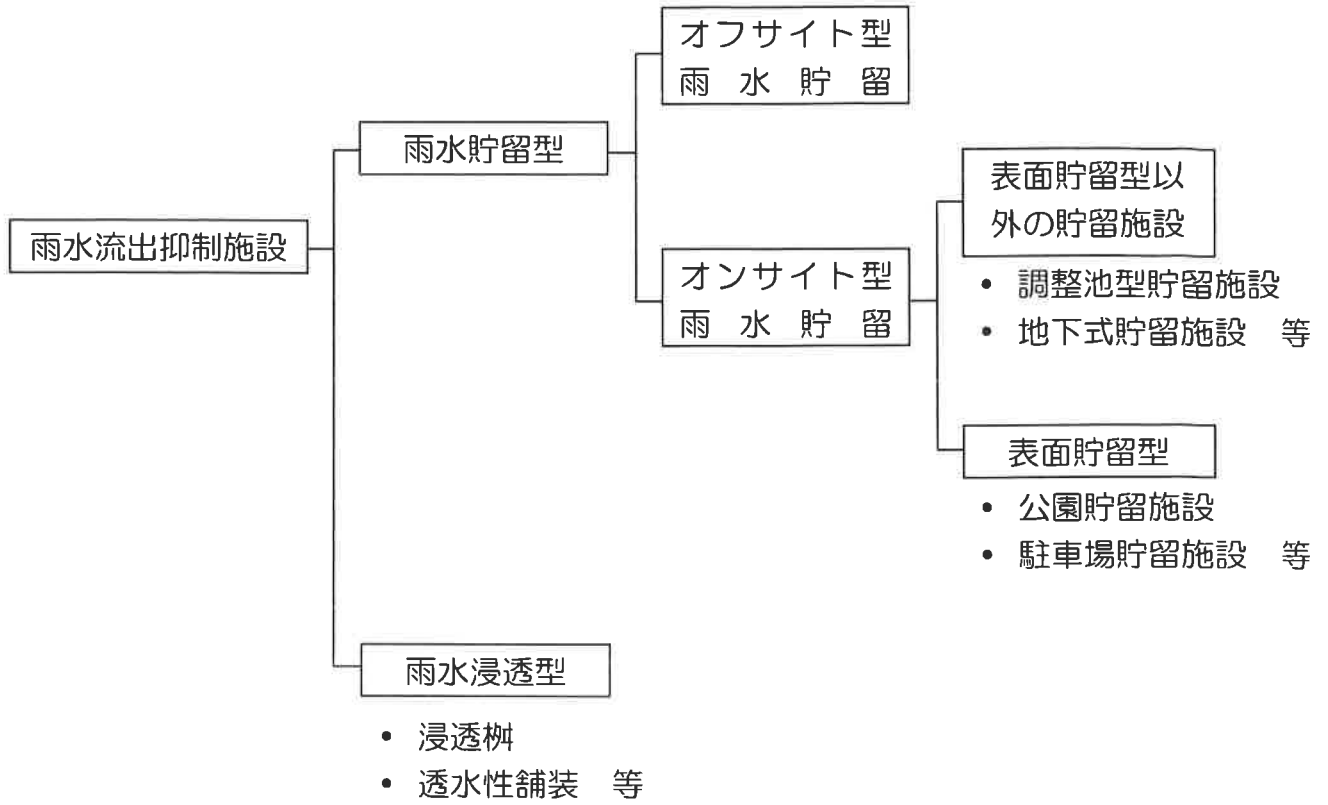 オフサイト型
雨水貯留
雨水貯留型
表面貯留型以
外の貯留施設
雨水流出抑制施設
オンサイト型
雨水貯留
• 調整池型貯留施設
• 地下式貯留施設　等
表面貯留型
• 公園貯留施設
• 駐車場貯留施設　等
雨水浸透型
• 浸透桝
• 透水性舗装　等